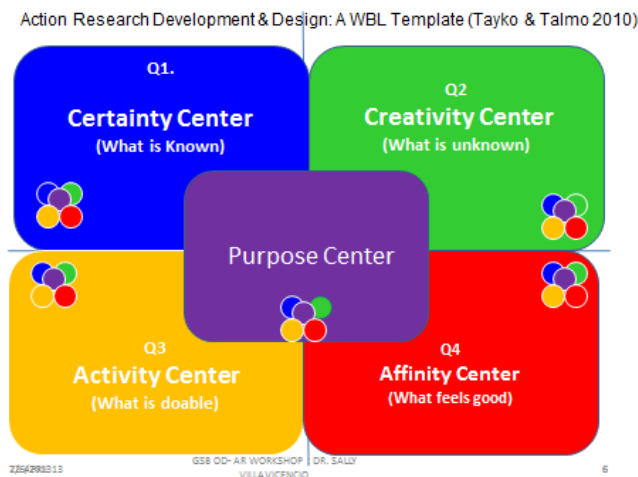 Action Research Development & Design: A WBL Template (Tayko & Talmo 2010)
Q1.
Certainty Center
(What is Known)
Q2
Creativity Center
(What is unknown)
Purpose Center
Q3
Activity Center
(What is doable)
Q4
Affinity Center
(What feels good)
GSB OD- AR WORKSHOP DR. SALLY
VILLAVICENCIO
6